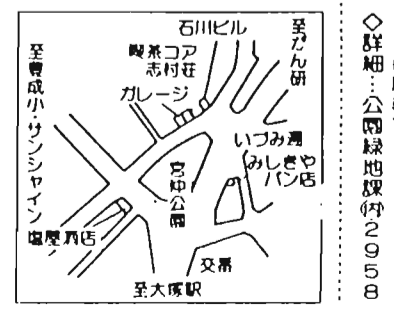 ◇詳細…公園緑地課㈹2958
至がん研
石川ビル
喫茶コア
志村荘
ガレージ
いづみ湯
みしきや
パン店
宮仲公園
至豊成小・サンシャイン
塩屋酒店
交番
至大塚駅